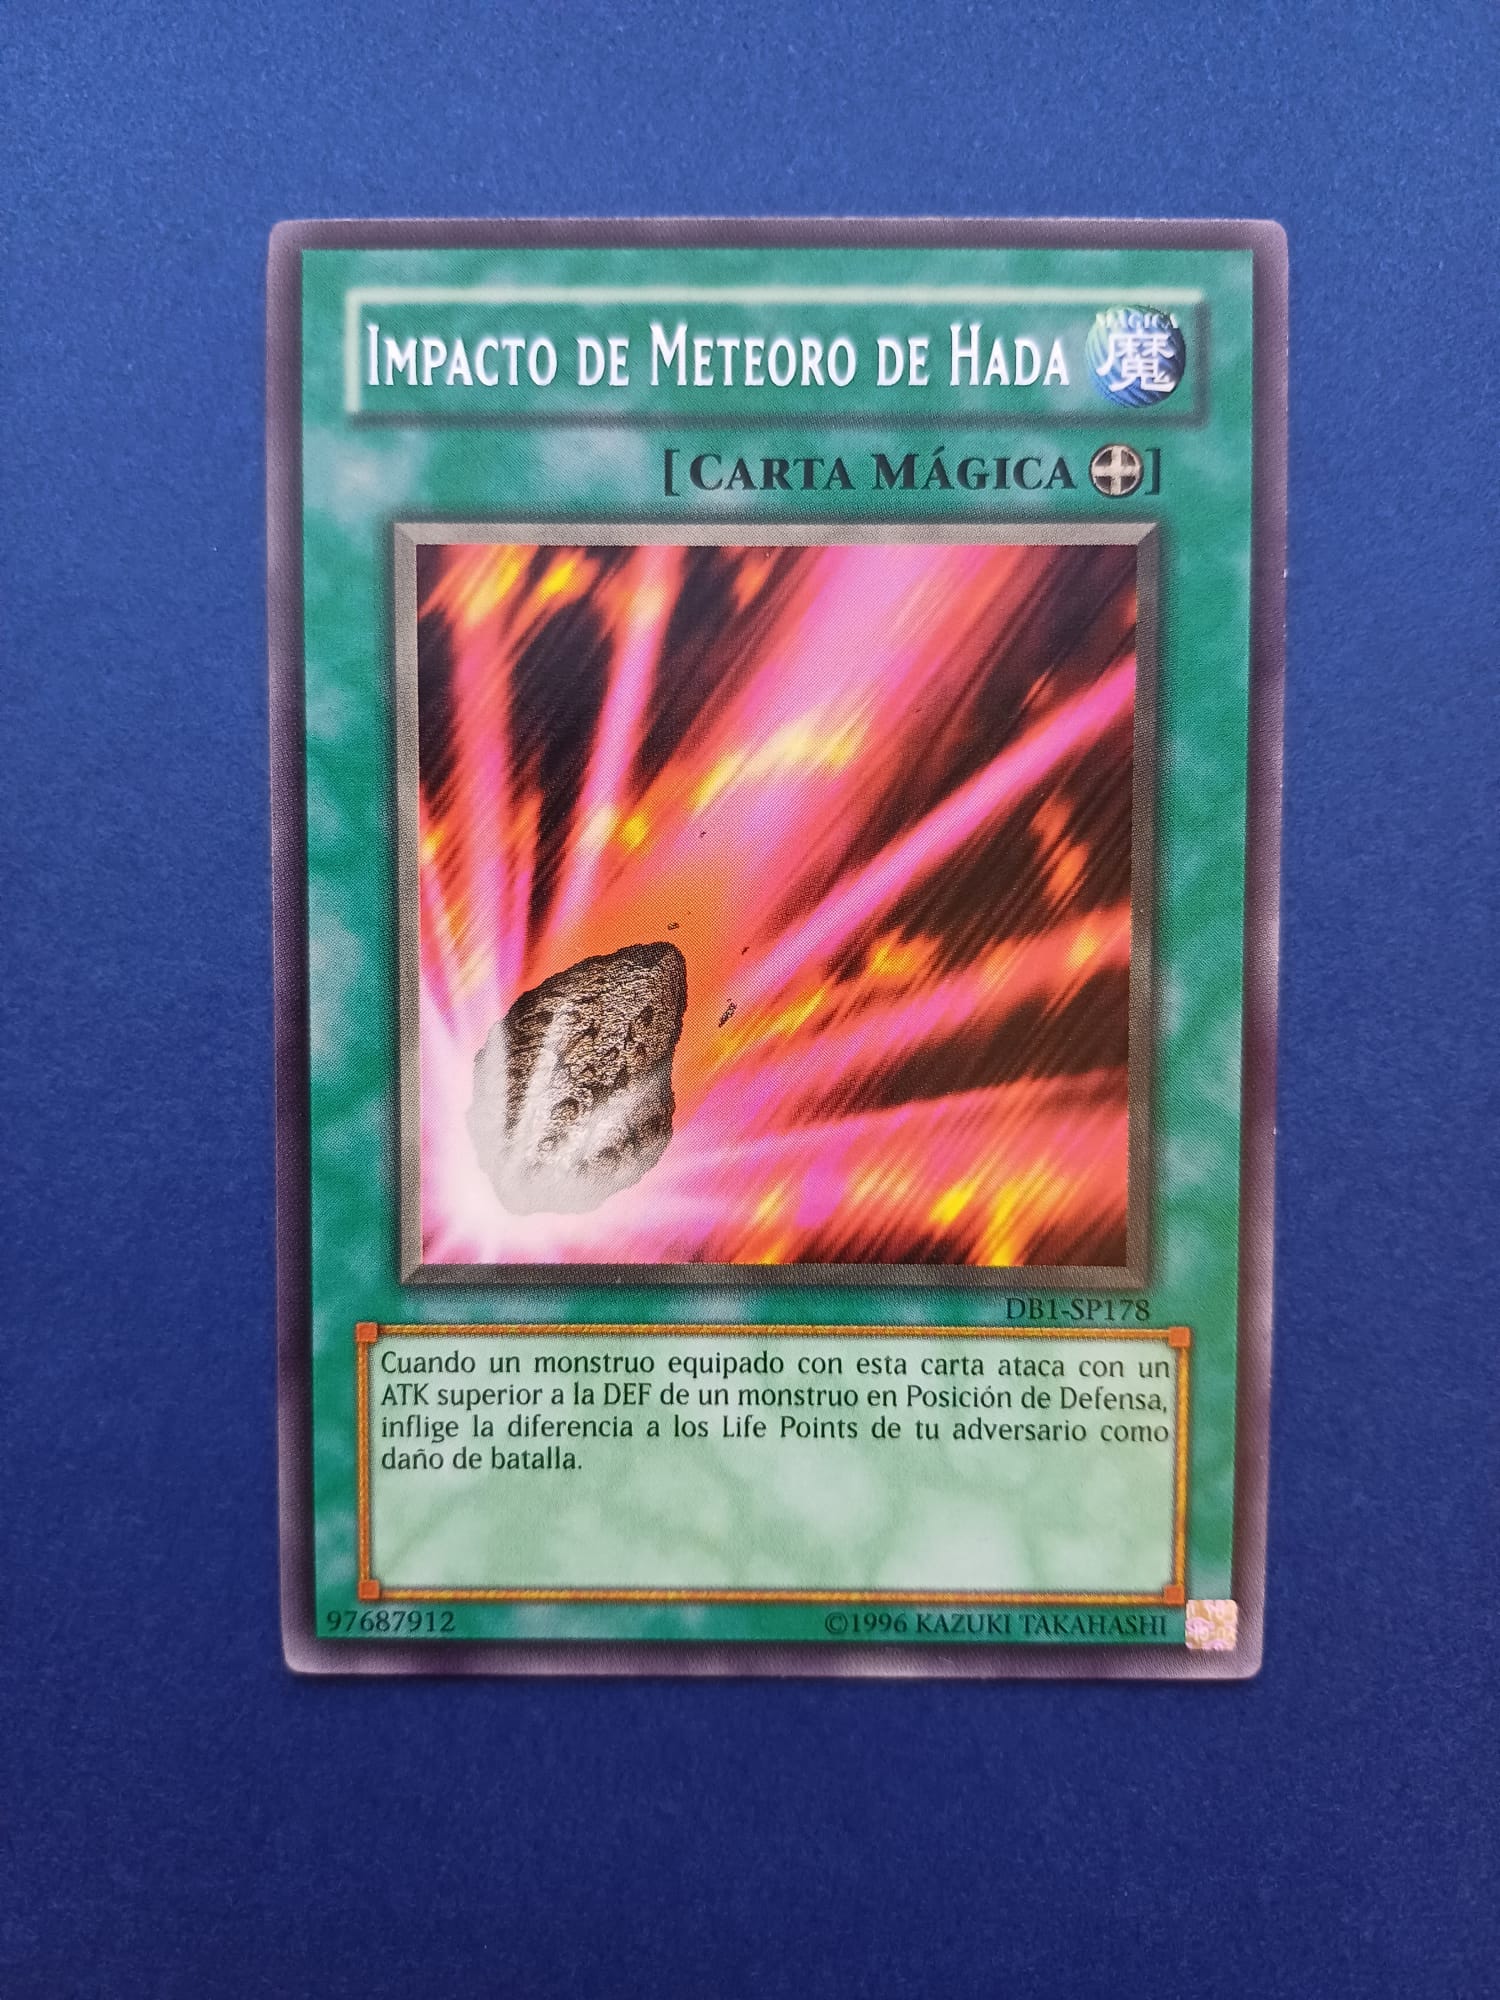 IMPACTO DE METEORO DE HADA
MÁGICA
魔
[CARTA MÁGICA]
DB1-SP178
Cuando un monstruo equipado con esta carta ataca con un
ATK superior a la DEF de un monstruo en Posición de Defensa,
inflige la diferencia a los Life Points de tu adversario como
daño de batalla.
97687912
©1996 KAZUKI TAKAHASHI